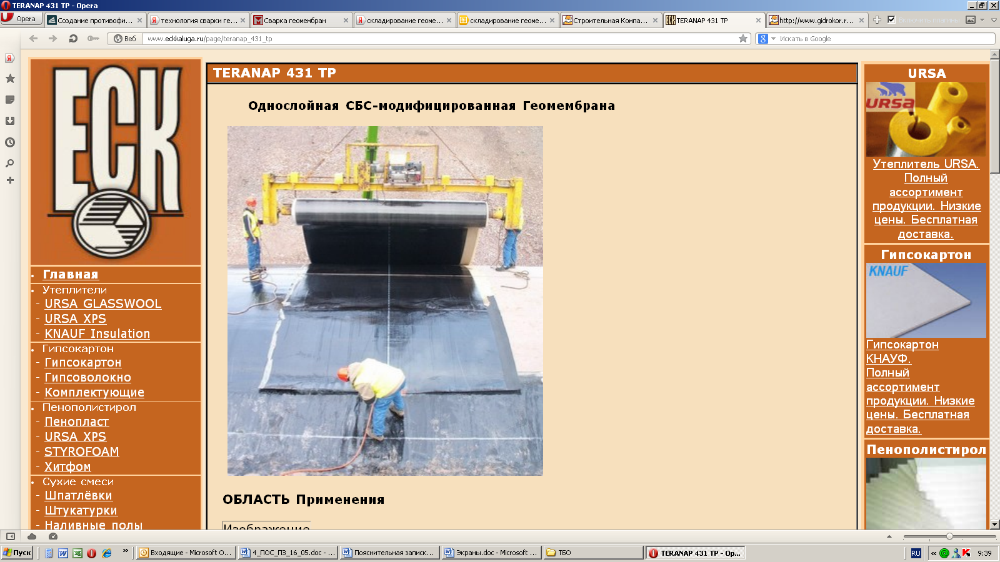 TERANAP 431 TP - Opera
Opera
Создание противофи...
технология сварки ге...
Сварка геомембран
складирование геоме...
складирование геоме...
Строительная Компа...
TERANAP 431 TP
http://www.gidrokor.r...
Включить плагины
Веб
www.eckkaluga.ru/page/teranap_431_tp
Искать в Google
ЕСК
Главная
Утеплители
- URSA GLASSWOOL
- URSA XPS
- KNAUF Insulation
Гипсокартон
- Гипсокартон
- Гипсоволокно
- Комплектующие
Пенополистирол
- Пенопласт
- URSA XPS
- STYROFOAM
- Хитфом
Сухие смеси
- Шпатлёвки
- Штукатурки
- Наливные полы
TERANAP 431 TP
Однослойная СБС-модифицированная Геомембрана
ОБЛАСТЬ Применения
Изображение
URSA
URSA
Утеплитель URSA.
Полный
ассортимент
продукции. Низкие
цены. Бесплатная
доставка.
Гипсокартон
KNAUF
Гипсокартон
КНАУФ.
Полный
ассортимент
продукции. Низкие
цены. Бесплатная
доставка.
Пенополистирол
Пуск
Входящие - Microsoft O...
4_ПОС_ПЗ_16_05.doc - ...
Пояснительная записк...
Экраны.doc - Microsoft ...
ТБО
TERANAP 431 TP - Op...
RU
9:39